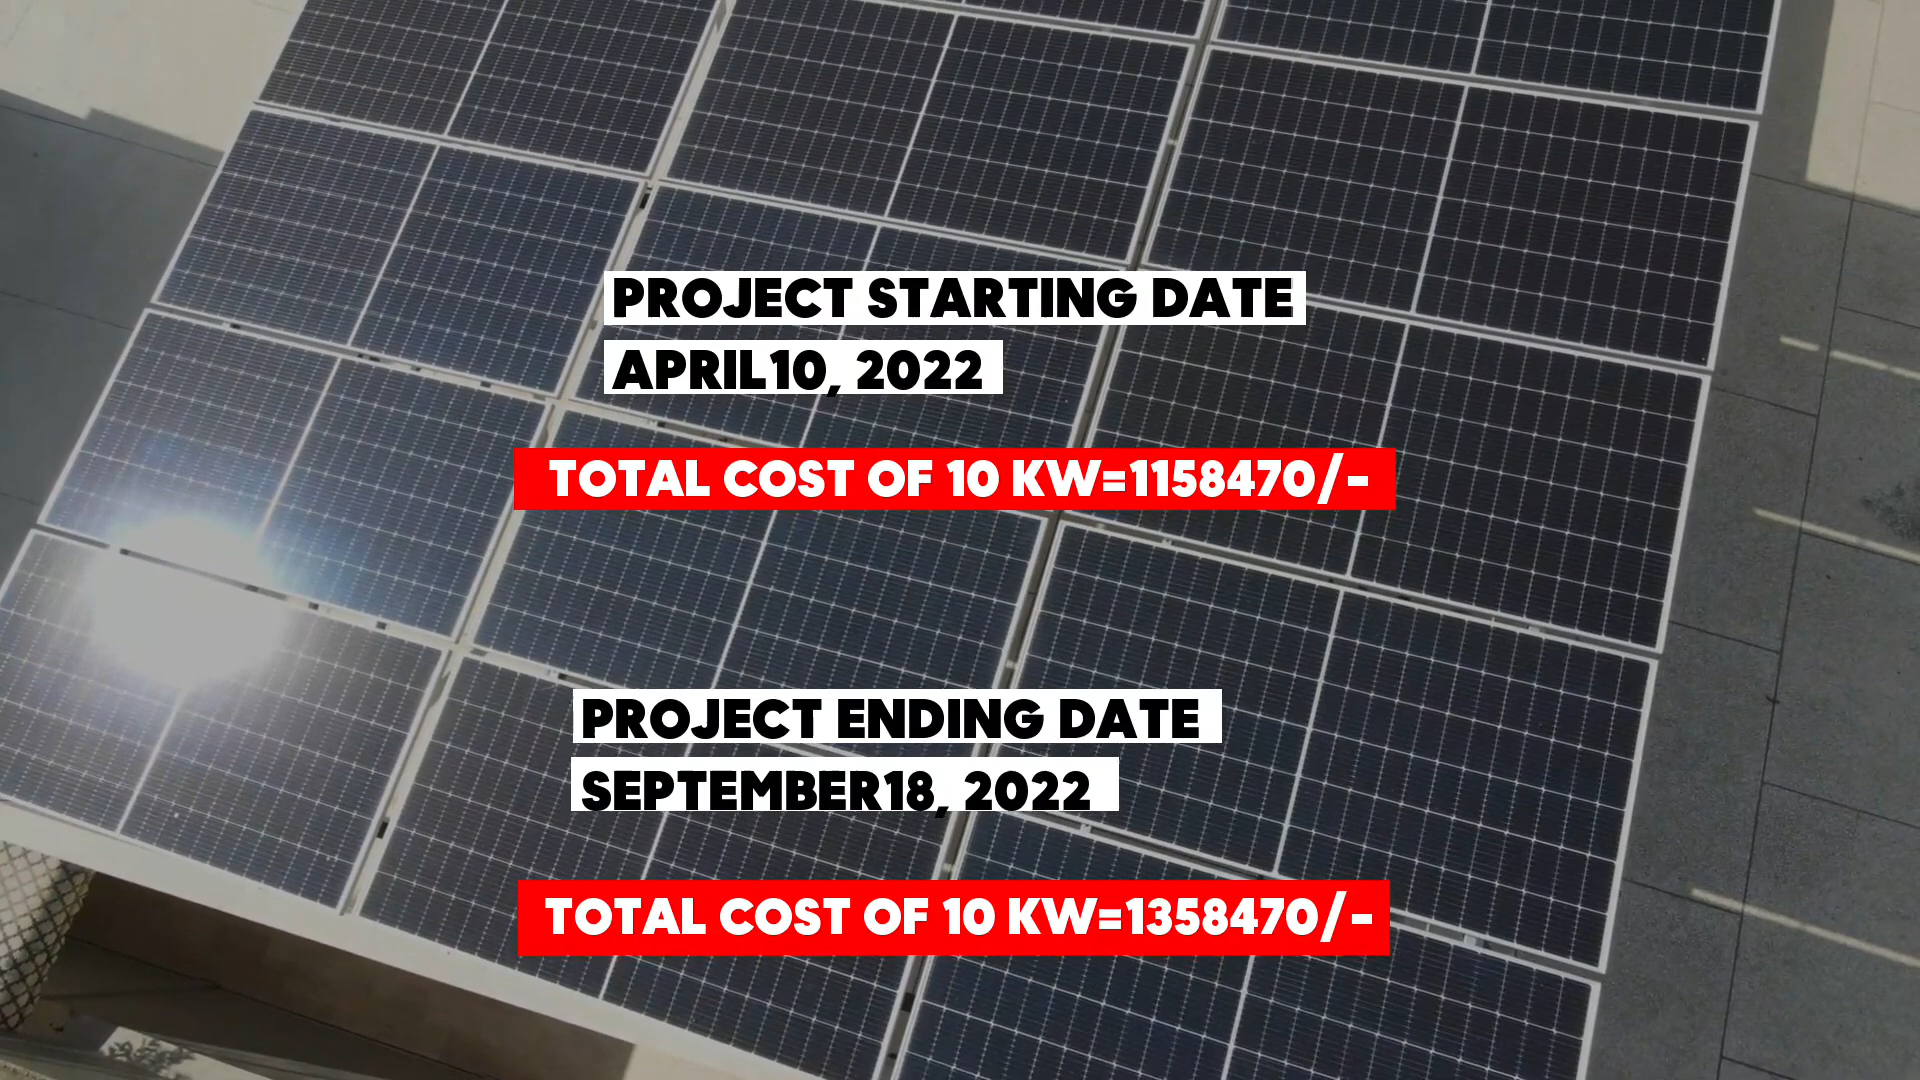 PROJECT STARTING DATE
APRIL10, 2022
TOTAL COST OF 10 KW=1158470/-
PROJECT ENDING DATE
SEPTEMBER18, 2022
TOTAL COST OF 10 KW=1358470/-